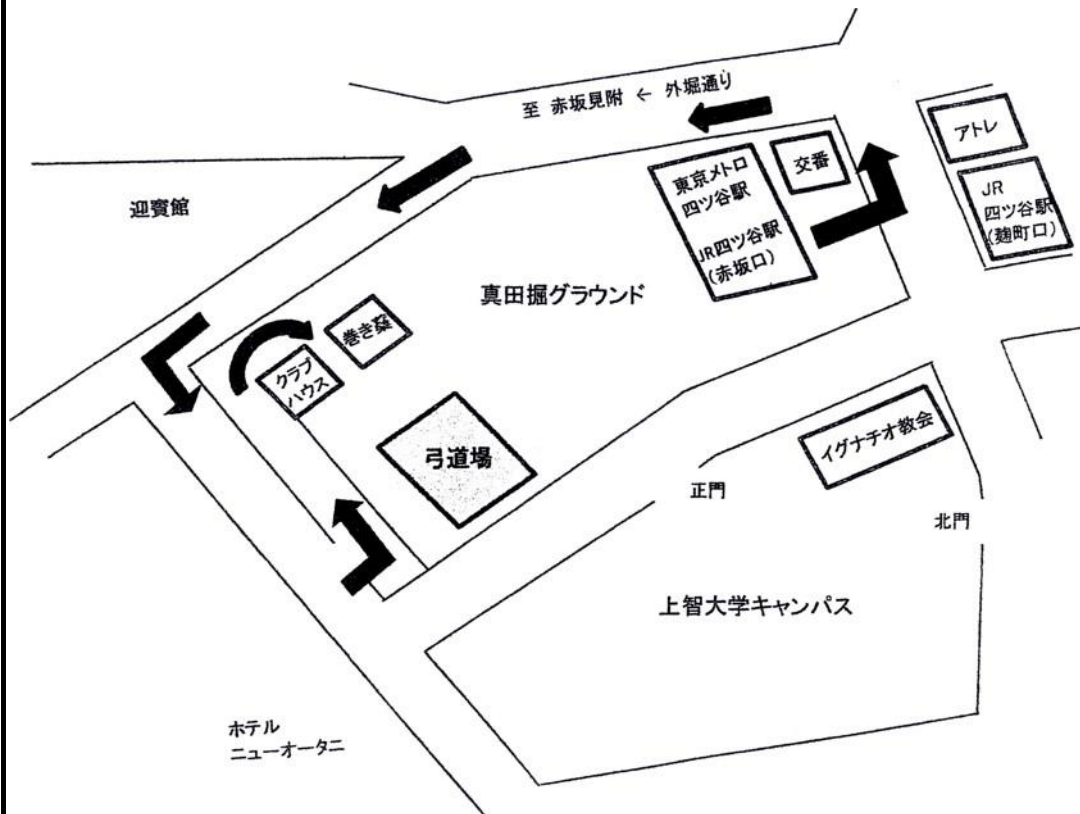 至 赤坂見附 ← 外堀通り
アトレ
JR
四ツ谷駅
(麹町口)
交番
東京メトロ
四ツ谷駅
JR四ツ谷駅
(赤坂口)
迎賓館
真田掘グラウンド
巻き藁
クラブ
ハウス
弓道場
イグナチオ教会
正門
北門
上智大学キャンパス
ホテル
ニューオータニ